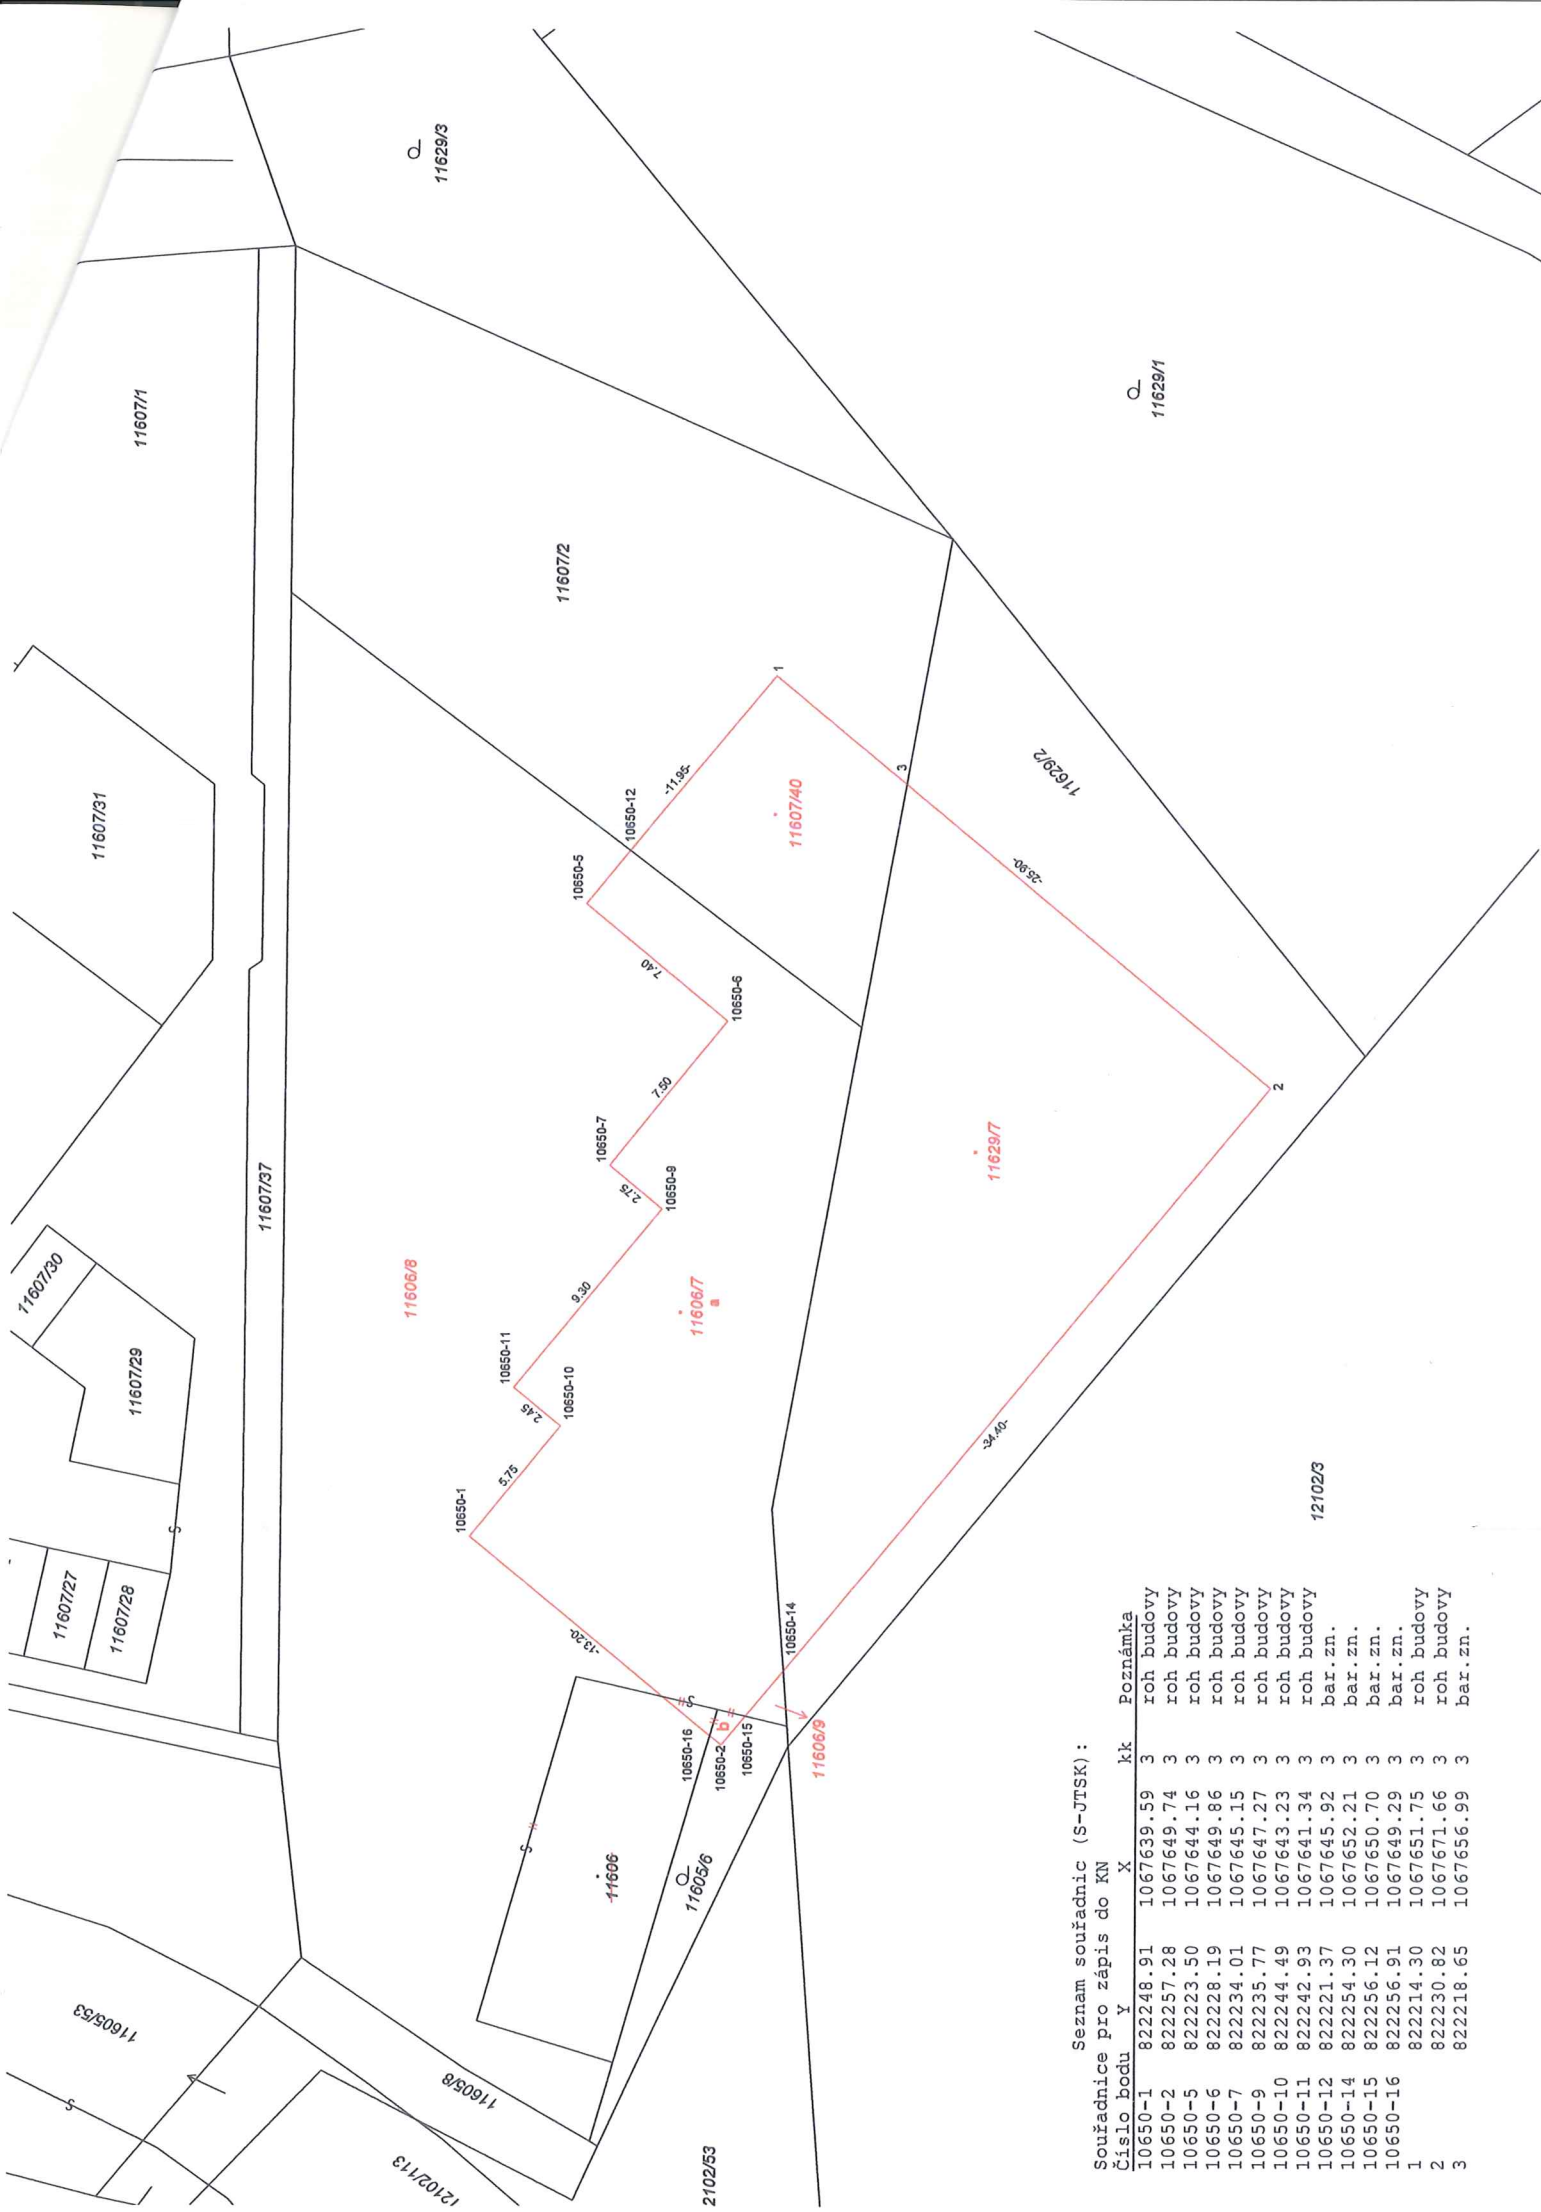 11605/53
12102/113
11605/8
2102/53
11607/27
11607/28
11607/29
11607/30
11607/31
11607/1
11607/37
11629/3
11607/2
11629/1
11629/2
12102/3
11606/8
11606/7
a
11607/40
11629/7
11606
11605/6
11606/9
b
10650-1
5.75
10650-10
2.45
10650-11
9.30
10650-9
2.75
10650-7
7.50
10650-6
7.40
10650-5
10650-12
-11.95-
1
3
-25.90-
2
-34.40-
10650-14
-13.20-
10650-16
10650-2
10650-15
Seznam souřadnic (S-JTSK):
Souřadnice pro zápis do KN
Číslo bodu Y X kk Poznámka
10650-1 822248.91 1067639.59 3 roh budovy
10650-2 822257.28 1067649.74 3 roh budovy
10650-5 822223.50 1067644.16 3 roh budovy
10650-6 822228.19 1067649.86 3 roh budovy
10650-7 822234.01 1067645.15 3 roh budovy
10650-9 822235.77 1067647.27 3 roh budovy
10650-10 822244.49 1067643.23 3 roh budovy
10650-11 822242.93 1067641.34 3 roh budovy
10650-12 822221.37 1067645.92 3 bar.zn.
10650-14 822254.30 1067652.21 3 bar.zn.
10650-15 822256.12 1067650.70 3 bar.zn.
10650-16 822256.91 1067649.29 3 bar.zn.
1 822214.30 1067651.75 3 roh budovy
2 822230.82 1067671.66 3 roh budovy
3 822218.65 1067656.99 3 bar.zn.